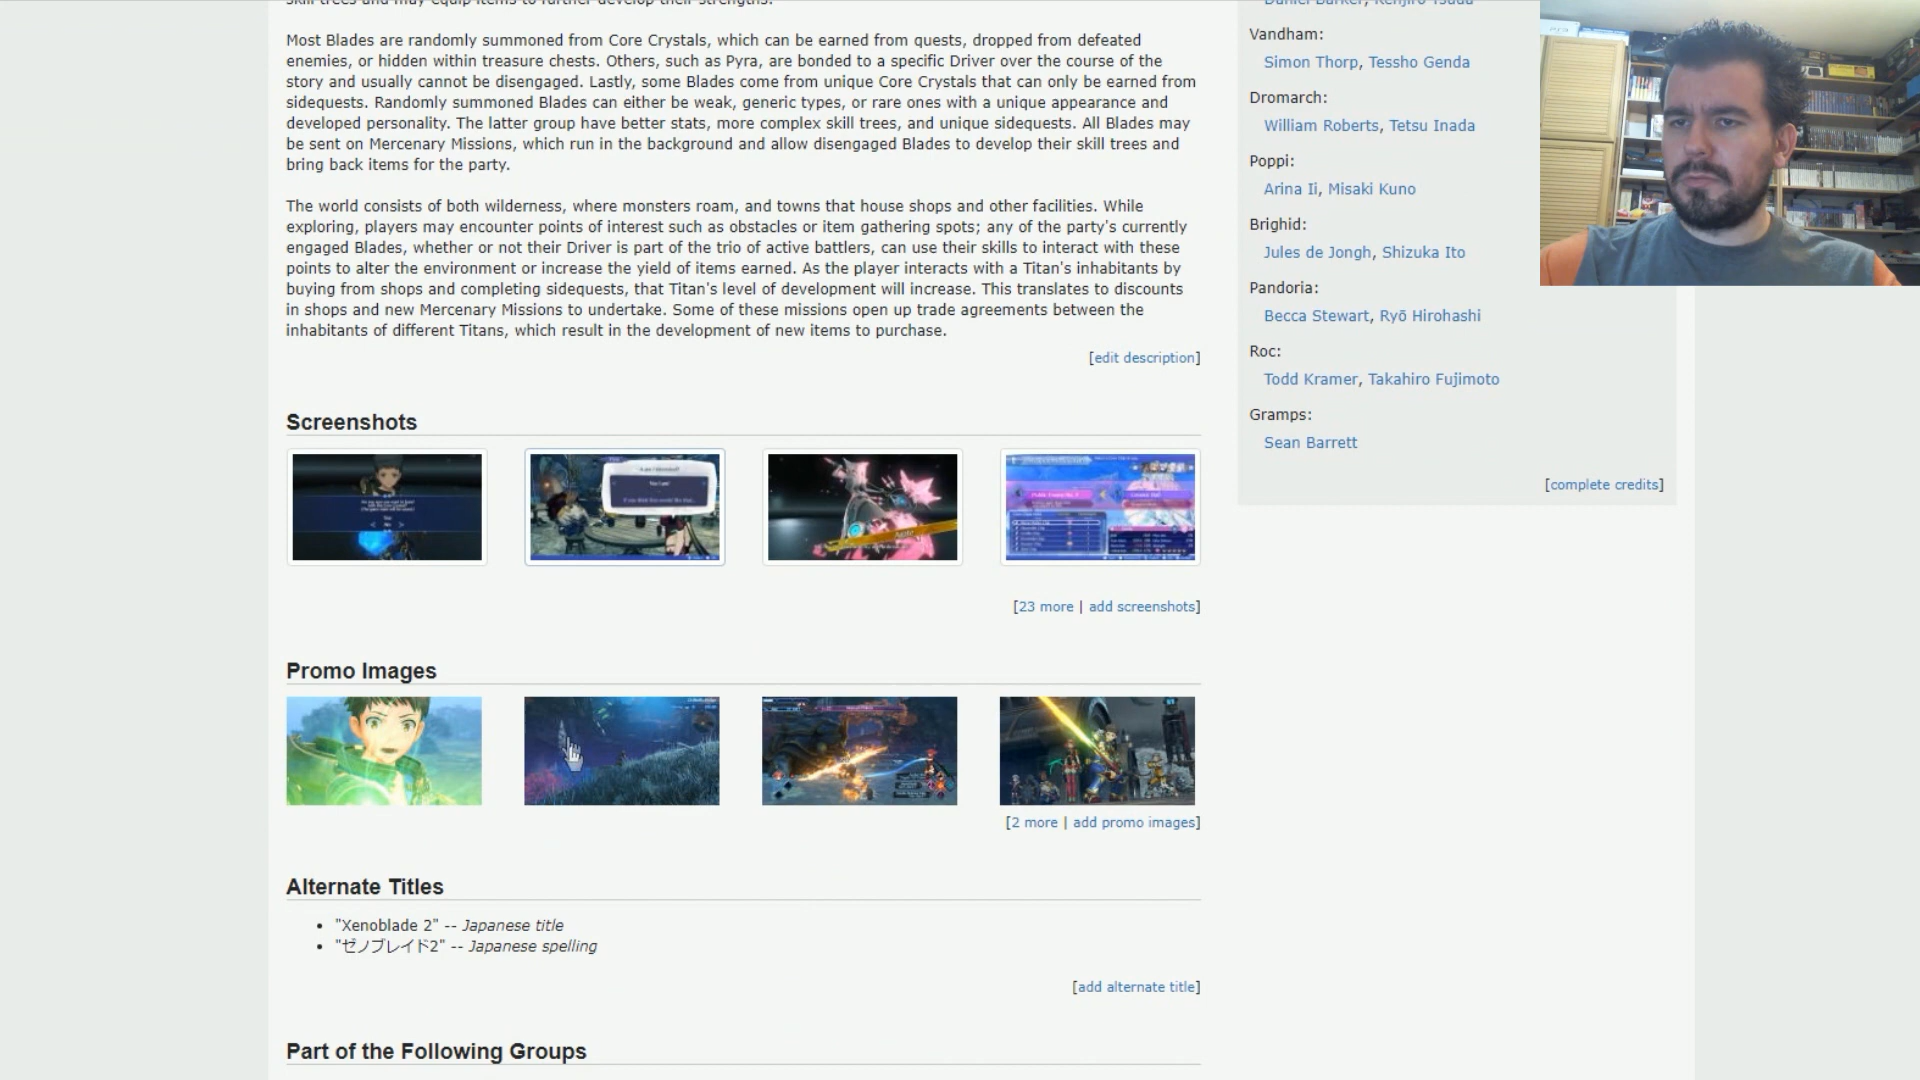 skill trees and may equip items to further develop their strengths.
Most Blades are randomly summoned from Core Crystals, which can be earned from quests, dropped from defeated
enemies, or hidden within treasure chests. Others, such as Pyra, are bonded to a specific Driver over the course of the
story and usually cannot be disengaged. Lastly, some Blades come from unique Core Crystals that can only be earned from
sidequests. Randomly summoned Blades can either be weak, generic types, or rare ones with a unique appearance and
developed personality. The latter group have better stats, more complex skill trees, and unique sidequests. All Blades may
be sent on Mercenary Missions, which run in the background and allow disengaged Blades to develop their skill trees and
bring back items for the party.
The world consists of both wilderness, where monsters roam, and towns that house shops and other facilities. While
exploring, players may encounter points of interest such as obstacles or item gathering spots; any of the party's currently
engaged Blades, whether or not their Driver is part of the trio of active battlers, can use their skills to interact with these
points to alter the environment or increase the yield of items earned. As the player interacts with a Titan's inhabitants by
buying from shops and completing sidequests, that Titan's level of development will increase. This translates to discounts
in shops and new Mercenary Missions to undertake. Some of these missions open up trade agreements between the
inhabitants of different Titans, which result in the development of new items to purchase.
[edit description]
Screenshots
[23 more | add screenshots]
Promo Images
[2 more | add promo images]
Alternate Titles
"Xenoblade 2" -- Japanese title
"ゼノブレイド2" -- Japanese spelling
[add alternate title]
Part of the Following Groups
Daniel Barker, Kenjiro Tsuda
Vandham:
Simon Thorp, Tessho Genda
Dromarch:
William Roberts, Tetsu Inada
Poppi:
Arina Ii, Misaki Kuno
Brighid:
Jules de Jongh, Shizuka Ito
Pandoria:
Becca Stewart, Ryō Hirohashi
Roc:
Todd Kramer, Takahiro Fujimoto
Gramps:
Sean Barrett
[complete credits]